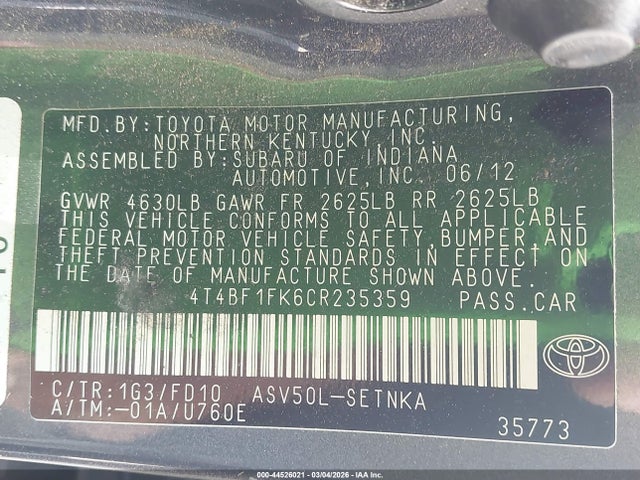 MFD.BY:TOYOTA MOTOR MANUFACTURING,
NORTHERN KENTUCKY,INC.
ASSEMBLED BY:SUBARU OF INDIANA
AUTOMOTIVE,INC. 06/12
GVWR 4630LB GAWR FR 2625LB RR 2625LB
THIS VEHICLE CONFORMS TO ALL APPLICABLE
FEDERAL MOTOR VEHICLE SAFETY,BUMPER,AND
THEFT PREVENTION STANDARDS IN EFFECT ON
THE DATE OF MANUFACTURE SHOWN ABOVE.
4T4BF1FK6CR235359 PASS.CAR
C/TR:1G3/FD10 ASV50L-SETNKA
A/TM:-01A/U760E
35773
000-44526021 - 03/04/2026 - IAA Inc.